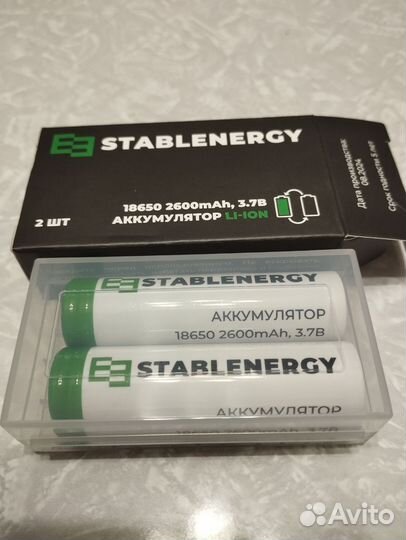 STABLENERGY
18650 2600mAh, 3.7В
АККУМУЛЯТОР LI-ION
2 ШТ
Дата производства:
08.2024
Срок годности 5 лет
STABLENERGY
АККУМУЛЯТОР
18650 2600mAh, 3.7В
STABLENERGY
АККУМУЛЯТОР
Avito